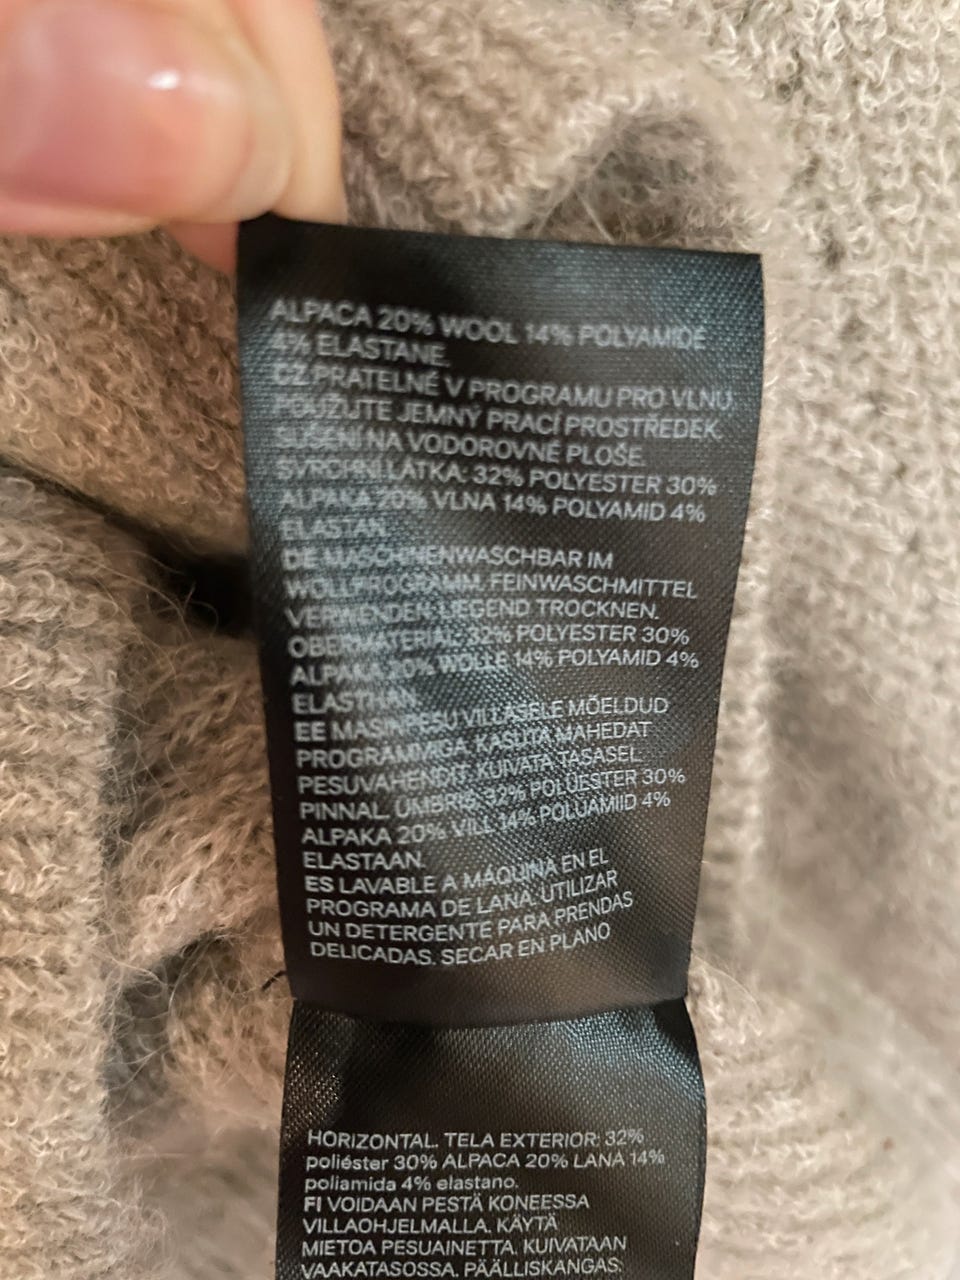 ALPACA 20% WOOL 14% POLYAMIDE
4% ELASTANE.
CZ PRATELNÉ V PROGRAMU PRO VLNU
POUŽIJTE JEMNÝ PRACÍ PROSTŘEDEK.
SUŠENÍ NA VODOROVNÉ PLOŠE.
SVRCHNI LÁTKA: 32% POLYESTER 30%
ALPAKA 20% VLNA 14% POLYAMID 4%
ELASTAN.
DE MASCHINENWASCHBAR IM
WOLLPROGRAMM. FEINWASCHMITTEL
VERWENDEN. LIEGEND TROCKNEN.
OBERMATERIAL: 32% POLYESTER 30%
ALPAKA 20% WOLLE 14% POLYAMID 4%
ELASTHAN.
EE MASINPESU VILLASELE MÕELDUD
PROGRAMMIGA. KASUTA MAHEDAT
PESUVAHENDIT. KUIVATA TASASEL
PINNAL. ÜMBRIS: 32% POLÜESTER 30%
ALPAKA 20% VILL 14% POLÜAMIID 4%
ELASTAAN.
ES LAVABLE A MÁQUINA EN EL
PROGRAMA DE LANA. UTILIZAR
UN DETERGENTE PARA PRENDAS
DELICADAS. SECAR EN PLANO
HORIZONTAL. TELA EXTERIOR: 32%
poliéster 30% ALPACA 20% LANA 14%
poliamida 4% elastano.
FI VOIDAAN PESTÄ KONEESSA
VILLAOHJELMALLA. KÄYTÄ
MIETOA PESUAINETTA. KUIVATAAN
VAAKATASOSSA. PÄÄLLISKANGAS: